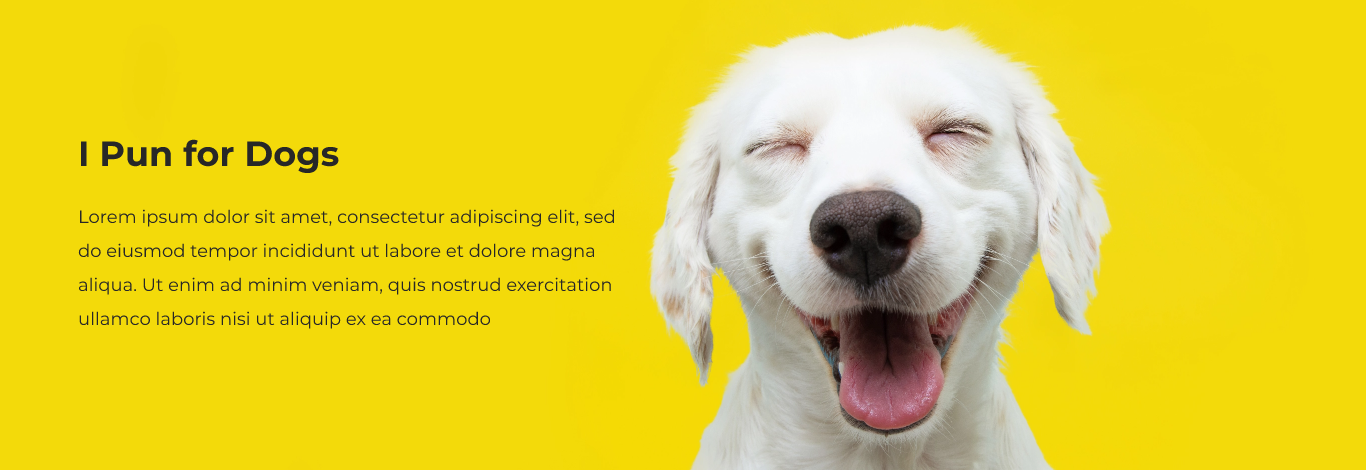 I Pun for Dogs
Lorem ipsum dolor sit amet, consectetur adipiscing elit, sed
do eiusmod tempor incididunt ut labore et dolore magna
aliqua. Ut enim ad minim veniam, quis nostrud exercitation
ullamco laboris nisi ut aliquip ex ea commodo